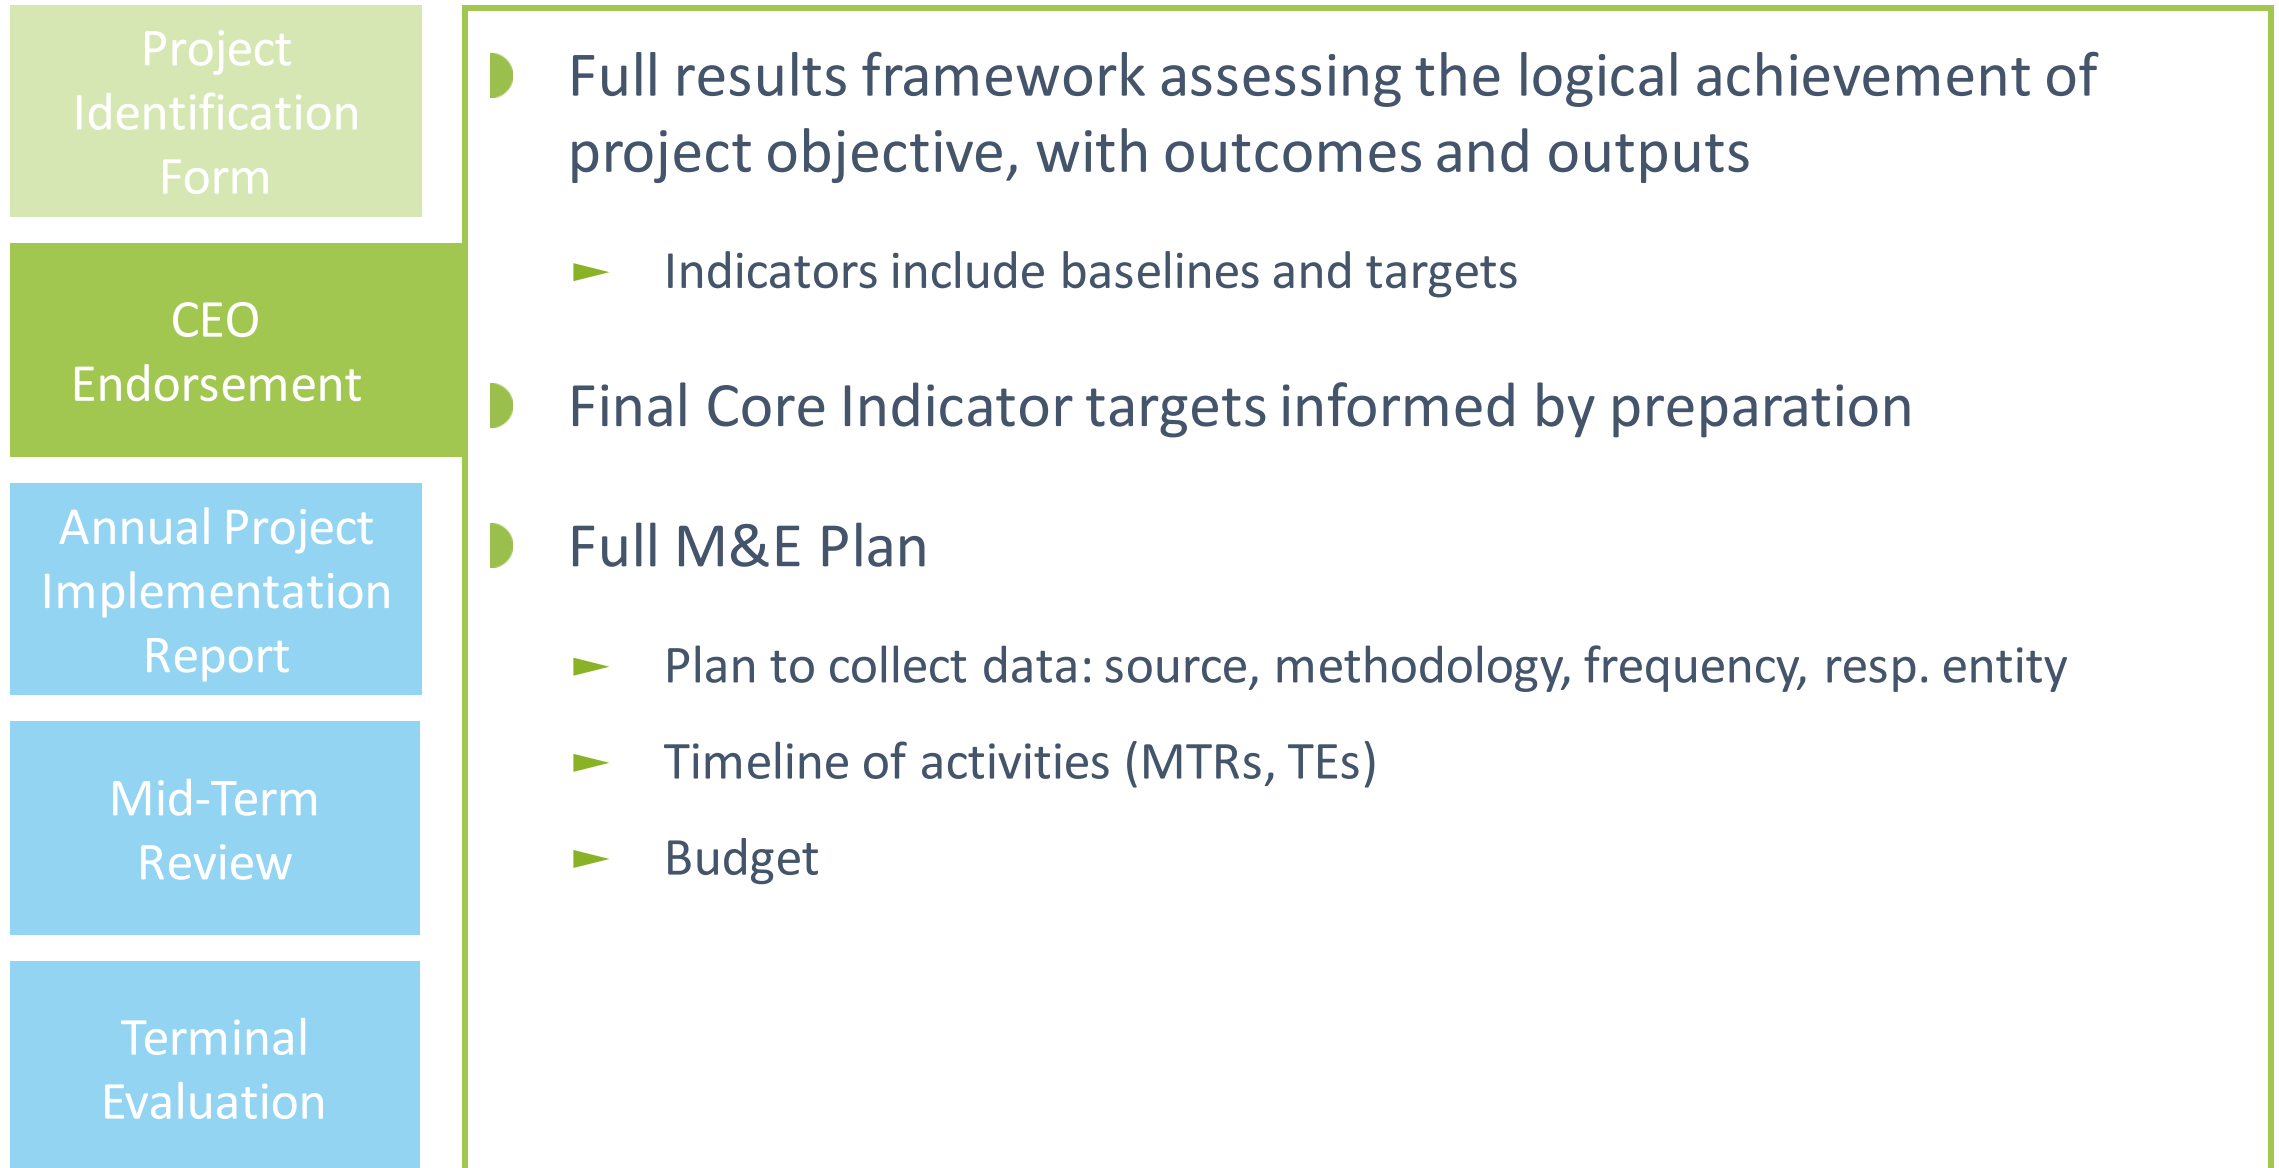 Project
Identification
Form
CEO
Endorsement
Annual Project
Implementation
Report
Mid-Term
Review
Terminal
Evaluation
Full results framework assessing the logical achievement of
project objective, with outcomes and outputs
Indicators include baselines and targets
Final Core Indicator targets informed by preparation
Full M&E Plan
Plan to collect data: source, methodology, frequency, resp. entity
Timeline of activities (MTRs, TEs)
Budget